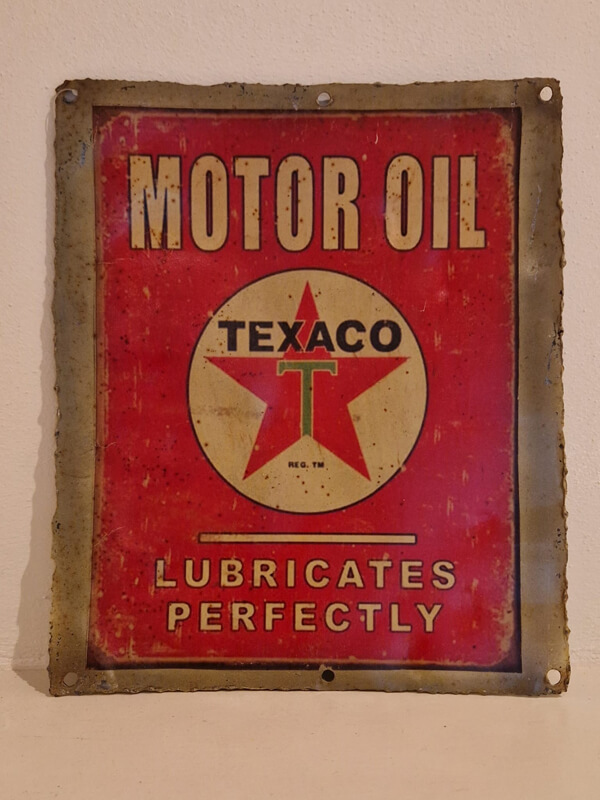 MOTOR OIL
TEXACO
T
REG. TM
LUBRICATES
PERFECTLY